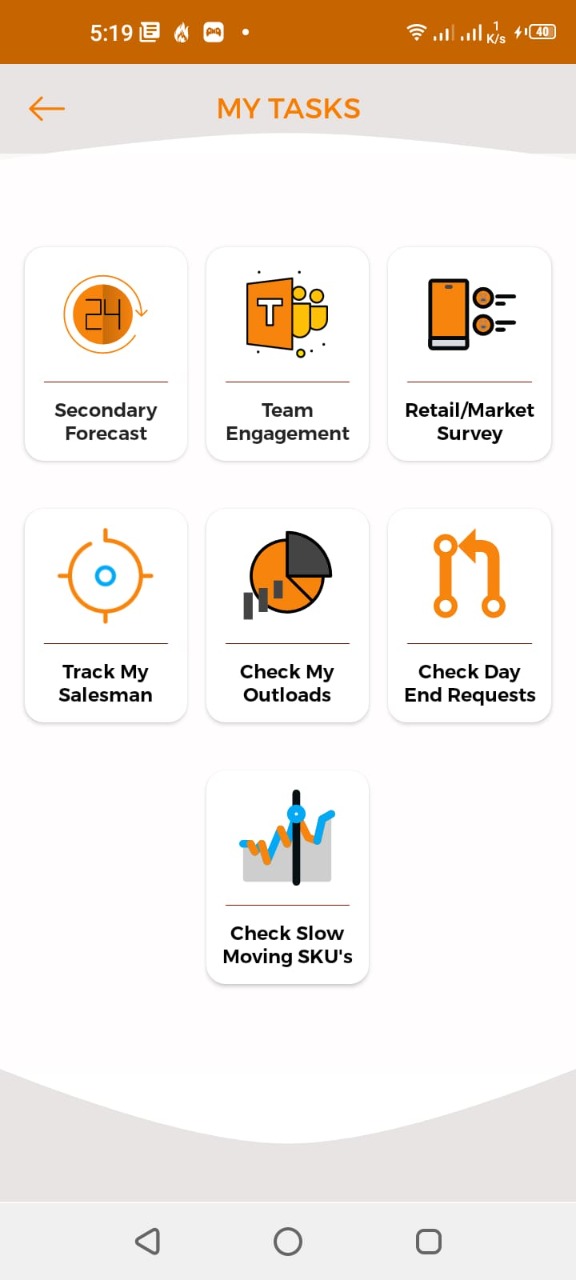 5:19
1
K/s
40
MY TASKS
24
Secondary
Forecast
T
Team
Engagement
Retail/Market
Survey
Track My
Salesman
Check My
Outloads
Check Day
End Requests
Check Slow
Moving SKU's